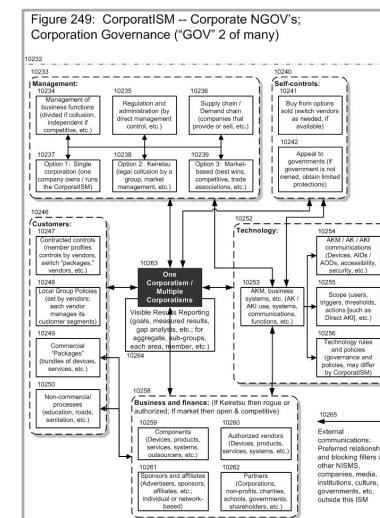 Figure 249: CorporatISM -- Corporate NGOV's;
Corporation Governance ("GOV" 2 of many)
10232
10233
Management:
10234
Management of
business functions
(divided if collusion,
independent if
competitive, etc.)
10235
Regulation and
administration (by
direct management
control, etc.)
10236
Supply chain /
Demand chain
(companies that
provide or sell, etc.)
10237
Option 1: Single
corporation (one
company owns / runs
the CorporatISM)
10238
Option 2: Keiretsu
(legal collusion by a
group, market
management, etc.)
10239
Option 3: Market-
based (best wins,
competitive, trade
associations, etc.)
10240
Self-controls:
10241
Buy from options
sold (switch vendors
as needed, if
available)
10242
Appeal to
governments (if
government is not
owned, obtain limited
protections)
10246
Customers:
10247
Contracted controls
(member profiles
controls by vendors,
switch "packages,"
vendors, etc.)
10248
Local Group Policies
(set by vendors;
each vendor
manages its
customer segments)
10249
Commercial
"Packages"
(bundles of devices,
services, etc.)
10250
Non-commercial
processes
(education, roads,
sanitation, etc.)
10263
One
Corporatism /
Multiple
Corporatisms
Visible Results Reporting
(goals, measured results,
gap analysis, etc.; for
aggregate, sub-groups,
each area, member, etc.)
10264
10252
Technology:
10253
AKM, business
systems, etc. (AK /
AKI use, systems,
communications,
functions, etc.)
10254
AKM / AK / AKI
communications
(Devices, AIDs /
AODs, accessibility,
security, etc.)
10255
Scope (users,
triggers, thresholds,
actions [such as
Direct AKI], etc.)
10256
Technology rules
and policies
(governance and
policies, may differ
by CorporatISM)
10258
Business and finance: (If Keiretsu then rogue or
authorized; If market then open & competitive)
10259
Components
(Devices, products,
services, systems,
outsourcers, etc.)
10260
Authorized vendors
(Devices, products,
services, systems, etc.)
10261
Sponsors and affiliates
(Advertisers, sponsors,
affiliates, etc.;
individual or network-
based)
10262
Partners
(Corporations,
non-profits, charities,
schools, governments,
shareholders, etc.)
10265
External
communications:
Preferred relationsh
and blocking filters
other NISMS,
companies, media,
institutions, culture,
governments, etc.
outside this ISM